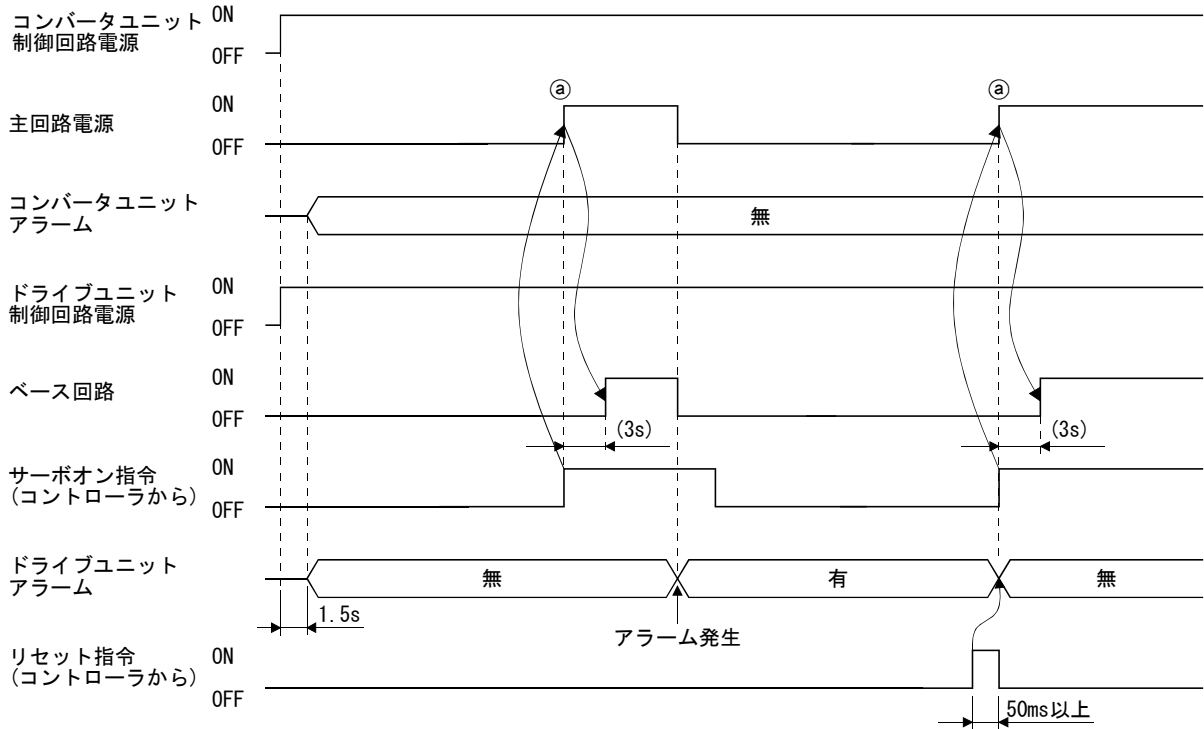 コンバータユニット
制御回路電源
ON
OFF
ⓐ
ⓐ
主回路電源
ON
OFF
コンバータユニット
アラーム
無
ドライブユニット
制御回路電源
ON
OFF
ベース回路
ON
OFF
(3s)
(3s)
サーボオン指令
(コントローラから)
ON
OFF
ドライブユニット
アラーム
無
有
無
1.5s
アラーム発生
リセット指令
(コントローラから)
ON
OFF
50ms以上